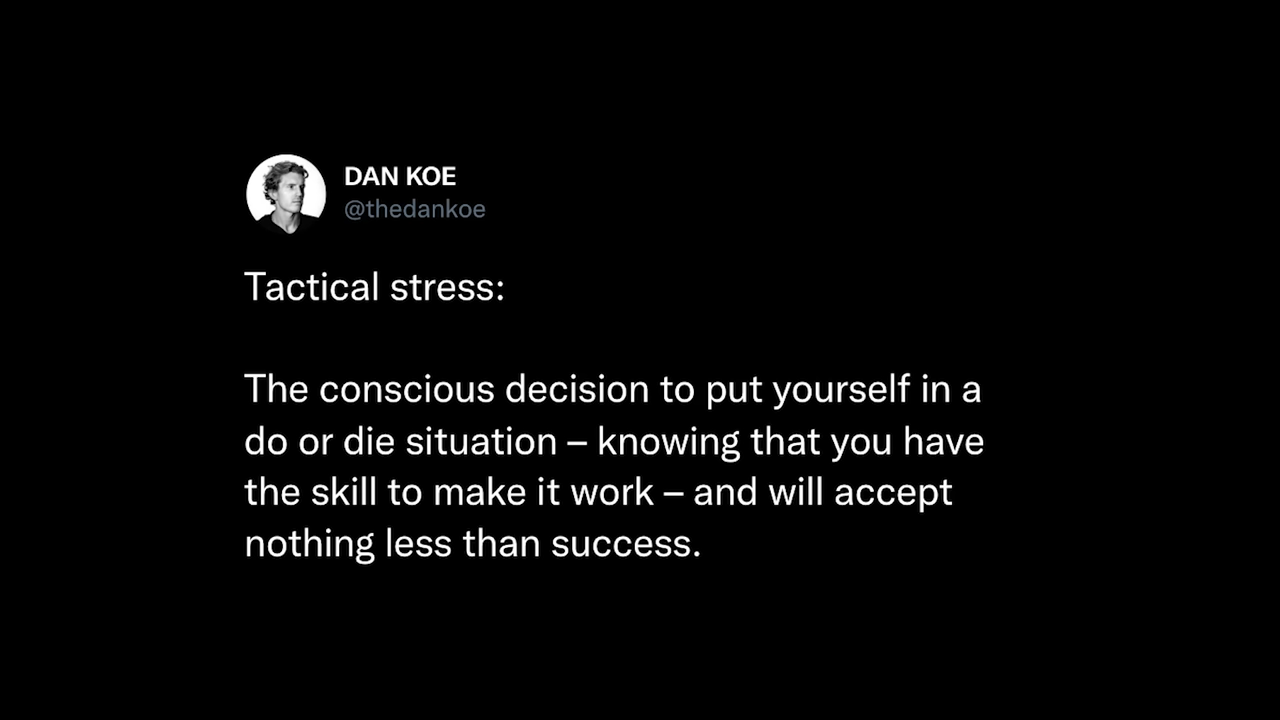 DAN KOE
@thedankoe
Tactical stress:
The conscious decision to put yourself in a
do or die situation – knowing that you have
the skill to make it work – and will accept
nothing less than success.